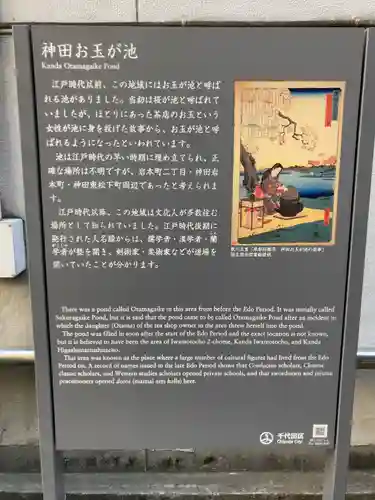 神田お玉が池
Kanda Otamagaike Pond
江戸時代以前、この地域にはお玉が池と呼ば
れる池がありました。当初は桜が池と呼ばれて
いましたが、ほとりにあった茶店のお玉という
女性が池に身を投げた故事から、お玉が池と呼
ばれるようになったといわれています。
池は江戸時代の早い時期に埋め立てられ、正
確な場所は不明ですが、岩本町二丁目・神田岩
本町・神田東松下町周辺であったと考えられま
す。
江戸時代以降、この地域は文化人が多数住む
場所として知られました。江戸時代後期に
発行された人名録からは、儒学者・漢学者・蘭
学者が塾を開き、剣術家・柔術家などが道場を
開いていたことが分かります。
There was a pond called Otamagaike in this area from before the Edo Period. It was initially called
Sakuragaike Pond, but it is said that the pond came to be called Otamagaike Pond after an incident in
which the daughter (Otama) of the tea shop owner in the area threw herself into the pond.
The pond was filled in soon after the start of the Edo Period and the exact location is not known,
but it is believed to have been the area of Iwamotocho 2-chome, Kanda Iwamotocho, and Kanda
Higashimatsushitacho.
This area was known as the place where a large number of cultural figures had lived from the Edo
Period on. A record of names issued in the late Edo Period shows that Confucian scholars, Chinese
classic scholars, and Western studies scholars opened private schools, and that swordsmen and jujutsu
practitioners opened dojos (martial arts halls) here.
千代田区
Chiyoda City